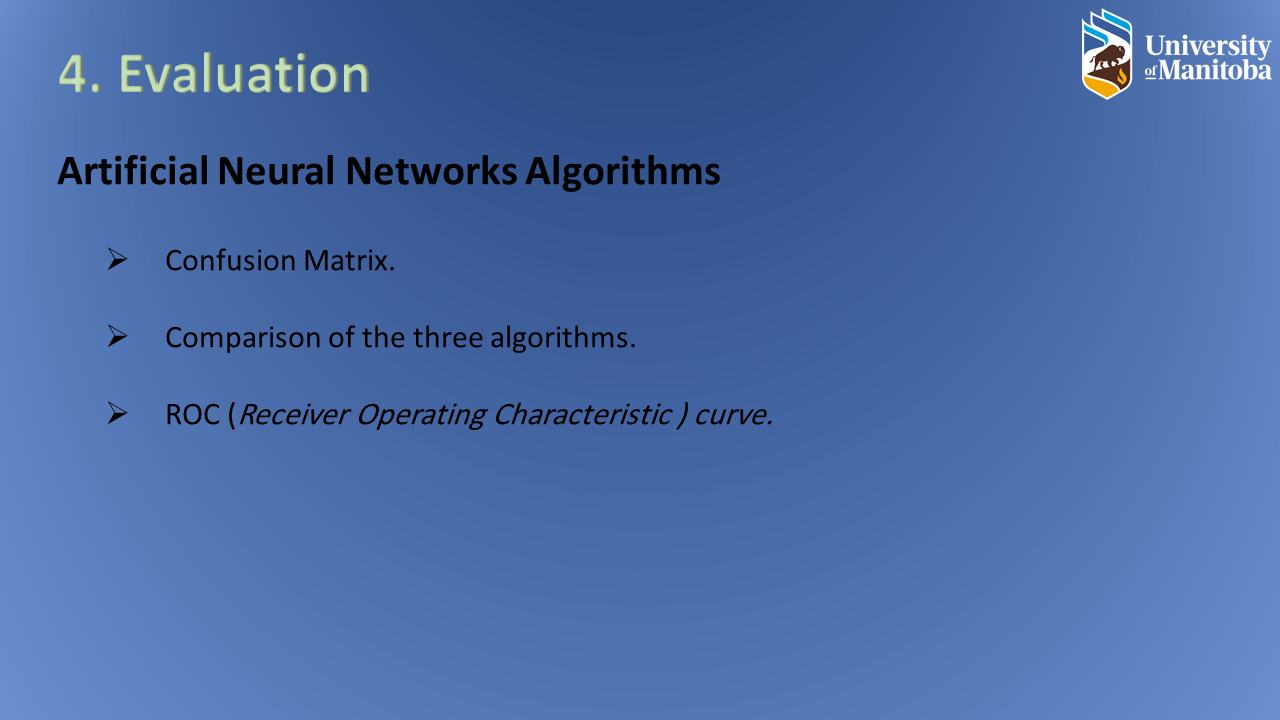 4. Evaluation
University
of Manitoba
Artificial Neural Networks Algorithms
➢ Confusion Matrix.
➢ Comparison of the three algorithms.
➢ ROC (Receiver Operating Characteristic ) curve.